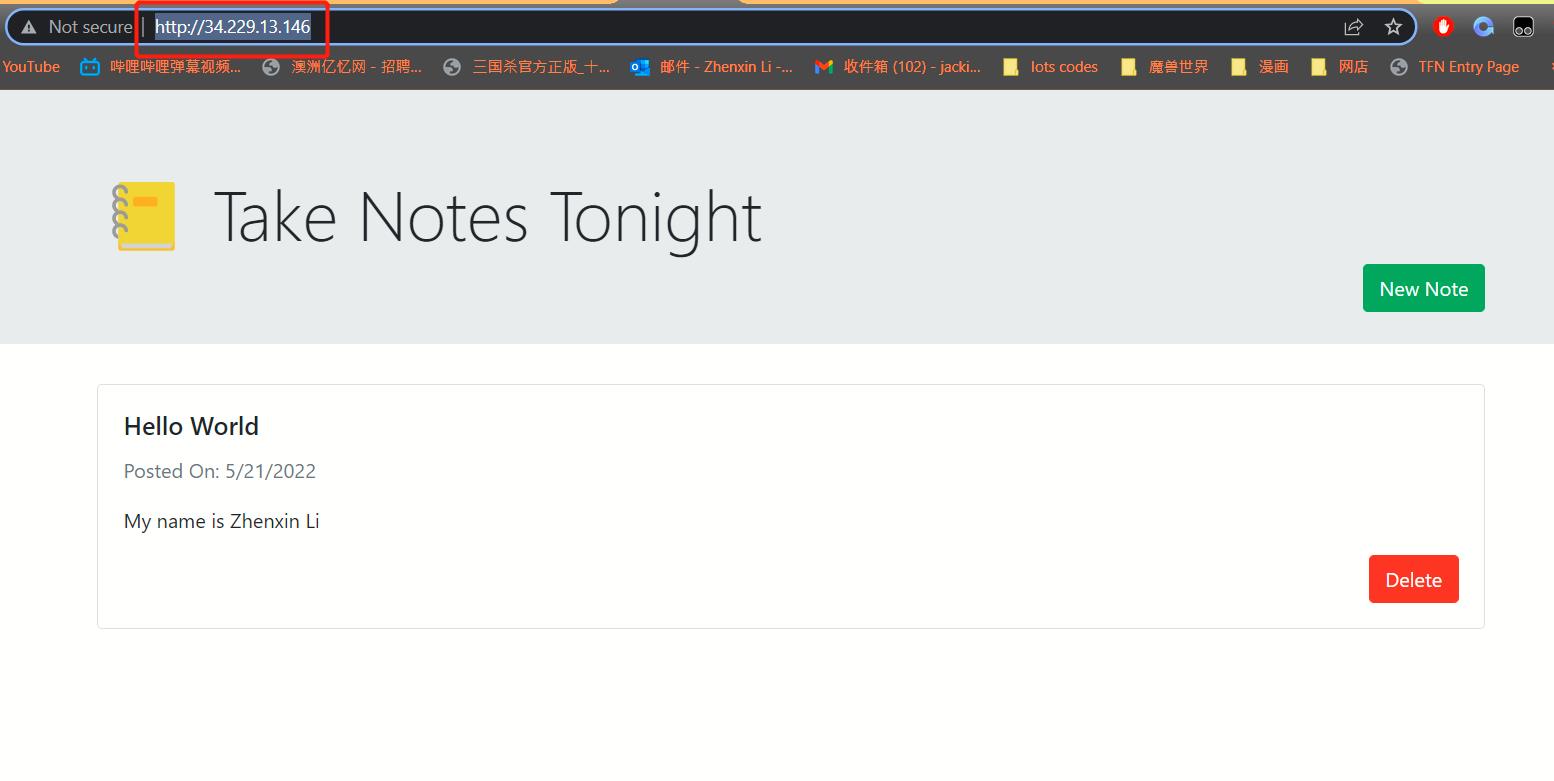 Not secure | http://34.229.13.146
YouTube 哔哩哔哩弹幕视频... 澳洲亿忆网 - 招聘... 三国杀官方正版_十... 邮件 - Zhenxin Li -... 收件箱 (102) - jacki... lots codes 魔兽世界 漫画 网店 TFN Entry Page
Take Notes Tonight
New Note
Hello World
Posted On: 5/21/2022
My name is Zhenxin Li
Delete